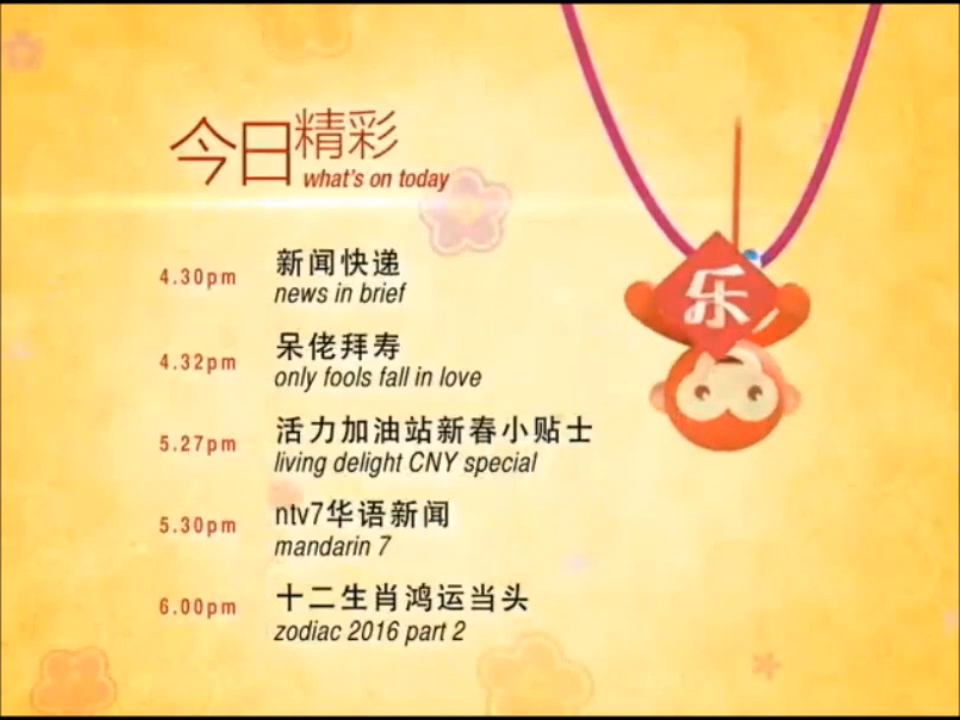 今日精彩
what's on today
4.30pm
新闻快递
news in brief
4.32pm
呆佬拜寿
only fools fall in love
5.27pm
活力加油站新春小贴士
living delight CNY special
5.30pm
ntv7华语新闻
mandarin 7
6.00pm
十二生肖鸿运当头
zodiac 2016 part 2
乐